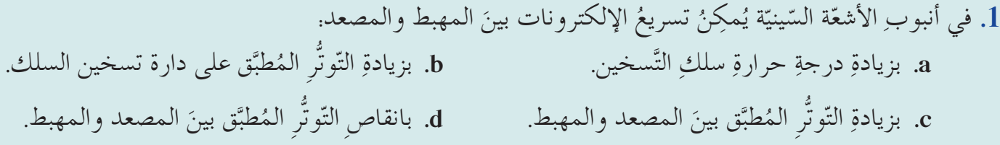 1. في أنبوبِ الأشعّة السّينيّة يُمكِنُ تسريعُ الإلكترونات بينَ المهبط والمصعد:
a. بزيادةِ درجةِ حرارةِ سلكِ التَّسخين. b. بزيادةِ التّوتُّرِ المُطبَّق على دارة تسخين السلك.
c. بزيادةِ التّوتُّرِ المُطبَّق بينَ المصعد والمهبط. d. بانقاصِ التّوتُّرِ المُطبَّق بينَ المصعد والمهبط.